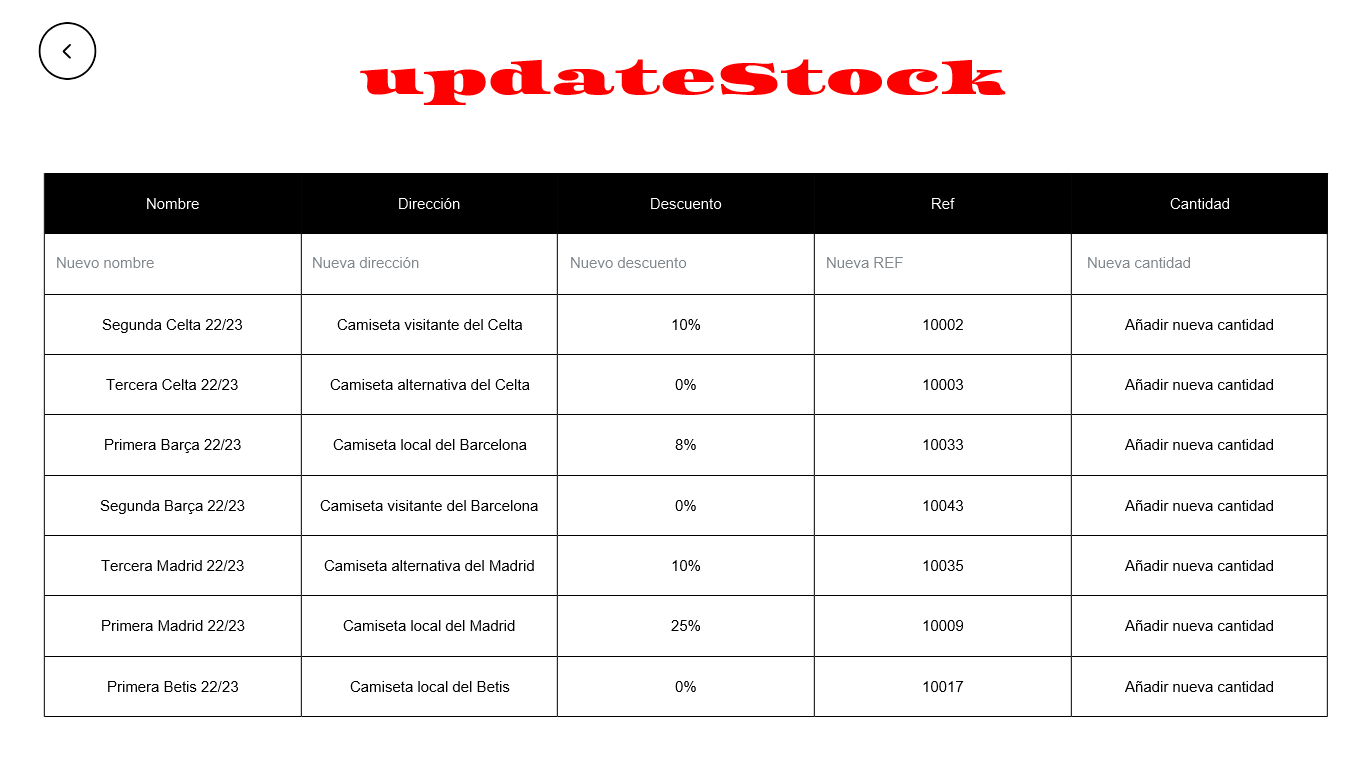 updateStock
Nombre Dirección Descuento Ref Cantidad
Nuevo nombre Nueva dirección Nuevo descuento Nueva REF Nueva cantidad
Segunda Celta 22/23 Camiseta visitante del Celta 10% 10002 Añadir nueva cantidad
Tercera Celta 22/23 Camiseta alternativa del Celta 0% 10003 Añadir nueva cantidad
Primera Barça 22/23 Camiseta local del Barcelona 8% 10033 Añadir nueva cantidad
Segunda Barça 22/23 Camiseta visitante del Barcelona 0% 10043 Añadir nueva cantidad
Tercera Madrid 22/23 Camiseta alternativa del Madrid 10% 10035 Añadir nueva cantidad
Primera Madrid 22/23 Camiseta local del Madrid 25% 10009 Añadir nueva cantidad
Primera Betis 22/23 Camiseta local del Betis 0% 10017 Añadir nueva cantidad